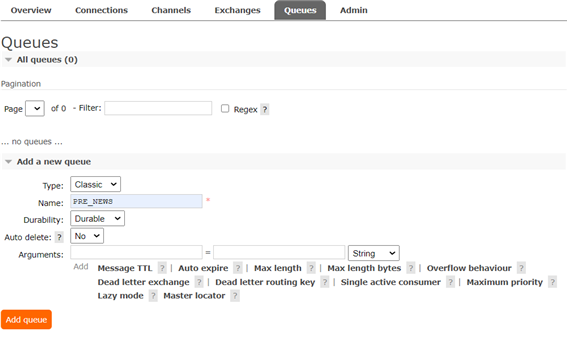 Overview Connections Channels Exchanges Queues Admin
Queues
All queues (0)
Pagination
Page of 0 - Filter: Regex ?
... no queues ...
Add a new queue
Type: Classic
Name: PRE_NEWS *
Durability: Durable
Auto delete: ? No
Arguments: = String
Add Message TTL ? | Auto expire ? | Max length ? | Max length bytes ? | Overflow behaviour ?
Dead letter exchange ? | Dead letter routing key ? | Single active consumer ? | Maximum priority ?
Lazy mode ? Master locator ?
Add queue